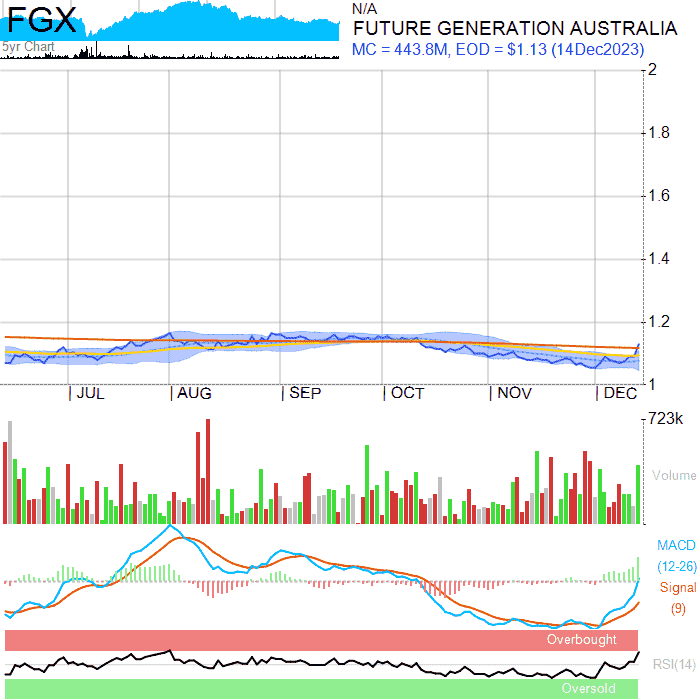 FGX
5yr Chart
N/A
FUTURE GENERATION AUSTRALIA
MC = 443.8M, EOD = $1.13 (14Dec2023)
2
1.8
1.6
1.4
1.2
1
JUL AUG SEP OCT NOV DEC
723k
Volume
MACD
(12-26)
Signal
(9)
Overbought
RSI(14)
Oversold